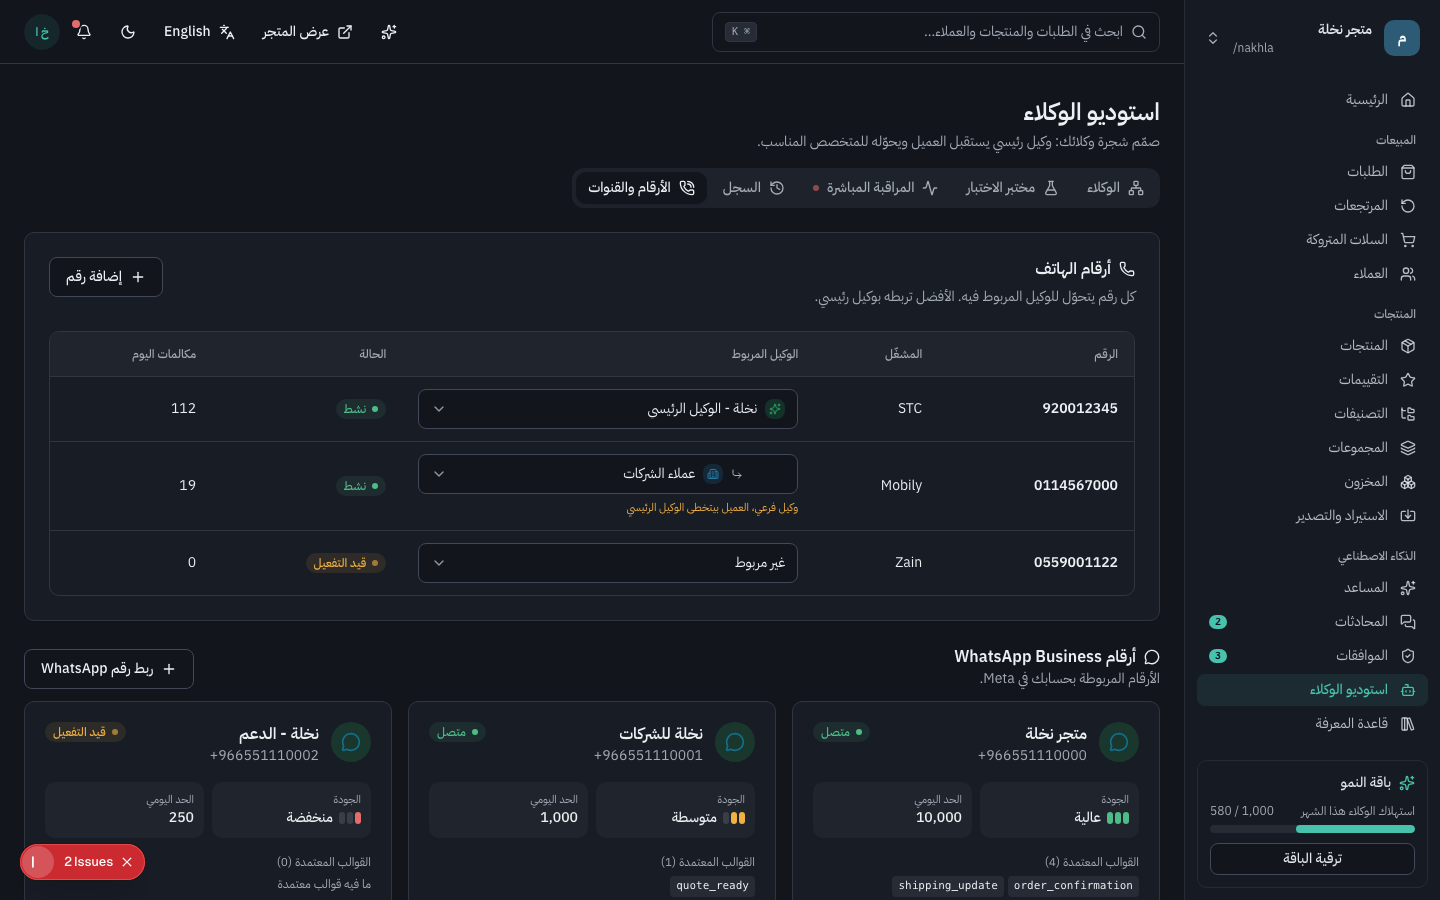 متجر نخلة
/nakhla
م
ابحث في الطلبات والمنتجات والعملاء...
⌘ K
عرض المتجر
English
خ ا
الرئيسية
المبيعات
الطلبات
المرتجعات
السلات المتروكة
العملاء
المنتجات
المنتجات
التقييمات
التصنيفات
المجموعات
المخزون
الاستيراد والتصدير
الذكاء الاصطناعي
المساعد
المحادثات 2
الموافقات 3
استوديو الوكلاء
قاعدة المعرفة
باقة النمو
استهلاك الوكلاء هذا الشهر
580 / 1,000
ترقية الباقة
استوديو الوكلاء
صمّم شجرة وكلائك: وكيل رئيسي يستقبل العميل ويحوّله للمتخصص المناسب.
الوكلاء
مختبر الاختبار
المراقبة المباشرة
السجل
الأرقام والقنوات
أرقام الهاتف
كل رقم يتحوّل للوكيل المربوط فيه. الأفضل تربطه بوكيل رئيسي.
إضافة رقم
الرقم المشغّل الوكيل المربوط الحالة مكالمات اليوم
920012345 STC نخلة - الوكيل الرئيسي نشط 112
0114567000 Mobily عملاء الشركات نشط 19
وكيل فرعي، العميل بيتخطى الوكيل الرئيسي
0559001122 Zain غير مربوط قيد التفعيل 0
أرقام WhatsApp Business
الأرقام المربوطة بحسابك في Meta.
ربط رقم WhatsApp
متجر نخلة
+966551110000
متصل
الجودة
عالية
الحد اليومي
10,000
القوالب المعتمدة (4)
order_confirmation
shipping_update
نخلة للشركات
+966551110001
متصل
الجودة
متوسطة
الحد اليومي
1,000
القوالب المعتمدة (1)
quote_ready
نخلة - الدعم
+966551110002
قيد التفعيل
الجودة
منخفضة
الحد اليومي
250
القوالب المعتمدة (0)
ما فيه قوالب معتمدة
2 Issues